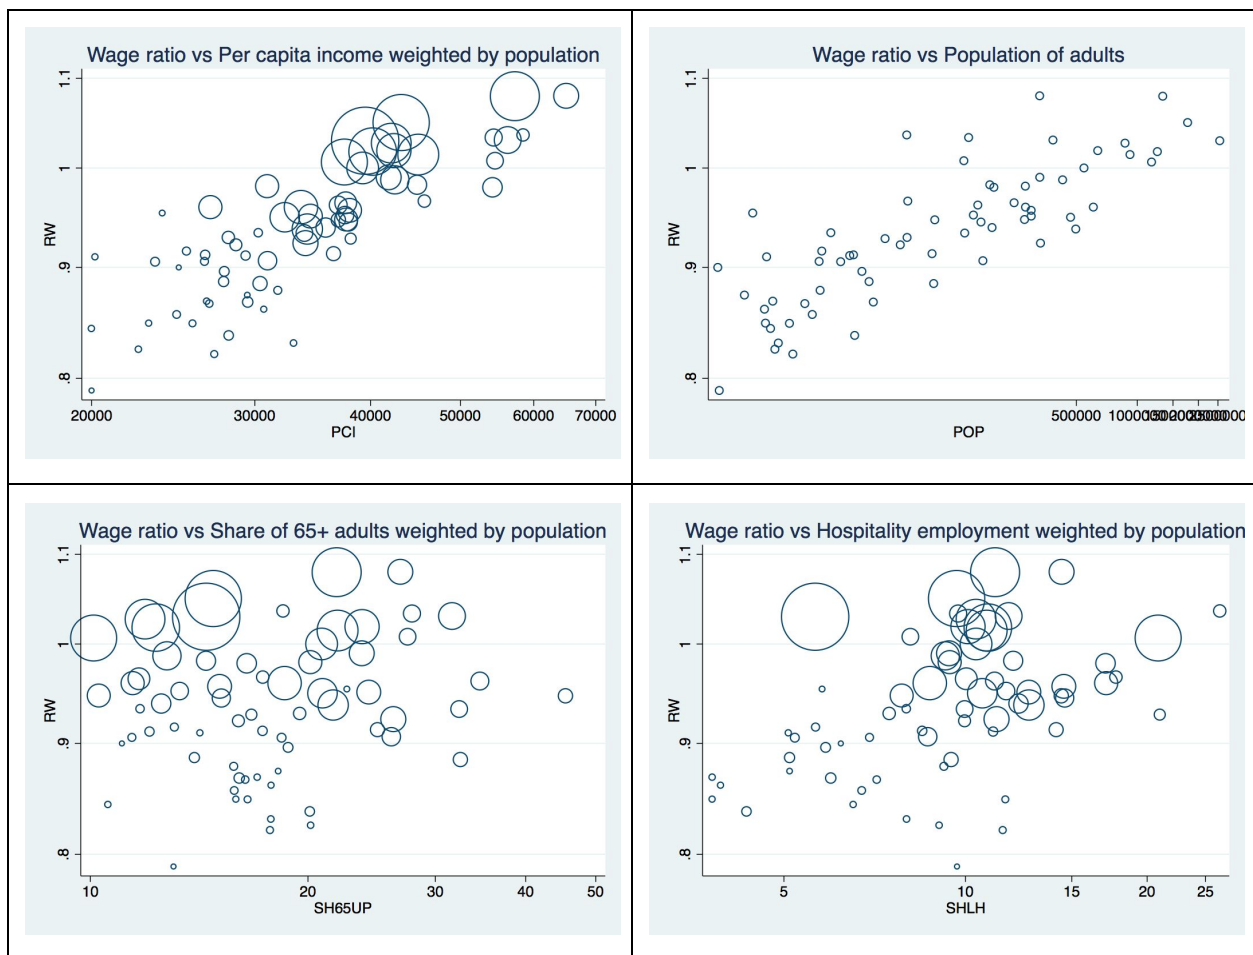 Wage ratio vs Per capita income weighted by population
1.1
1
.9
.8
RW
20000 30000 40000 50000 60000 70000
PCI
Wage ratio vs Population of adults
1.1
1
.9
.8
RW
500000 1000000 1500000 2000000 2500000
POP
Wage ratio vs Share of 65+ adults weighted by population
1.1
1
.9
.8
RW
10 20 30 40 50
SH65UP
Wage ratio vs Hospitality employment weighted by population
1.1
1
.9
.8
RW
5 10 15 20 25
SHLH